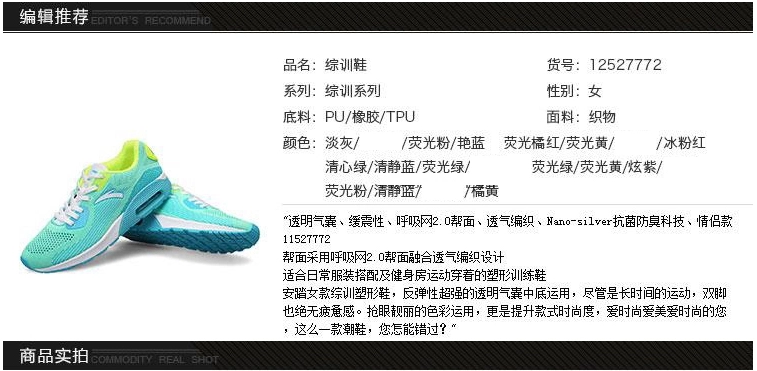 编辑推荐 EDITOR'S RECOMMEND
品名：综训鞋 货号：12527772
系列：综训系列 性别：女
底料：PU/橡胶/TPU 面料：织物
颜色：淡灰/ /荧光粉/艳蓝 荧光橘红/荧光黄/ /冰粉红
清心绿/清静蓝/荧光绿/ 荧光绿/荧光黄/炫紫/
荧光粉/清静蓝/ /橘黄
"透明气囊、缓震性、呼吸网2.0帮面、透气编织、Nano-silver抗菌防臭科技、情侣款
11527772
帮面采用呼吸网2.0帮面融合透气编织设计
适合日常服装搭配及健身房运动穿着的塑形训练鞋
安踏女款综训塑形鞋，反弹性超强的透明气囊中底运用，尽管是长时间的运动，双脚
也绝无疲惫感。抢眼靓丽的色彩运用，更是提升款式时尚度，爱时尚爱美爱时尚的您
，这么一款潮鞋，您怎能错过？"
商品实拍 COMMODITY REAL SHOT